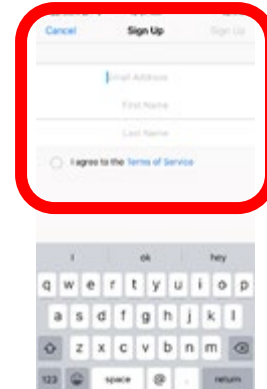 Cancel Sign Up Sign Up
Email Address
First Name
Last Name
I agree to the Terms of Service
I ok hey
q w e r t y u i o p
a s d f g h j k l
z x c v b n m
123 space @ . return